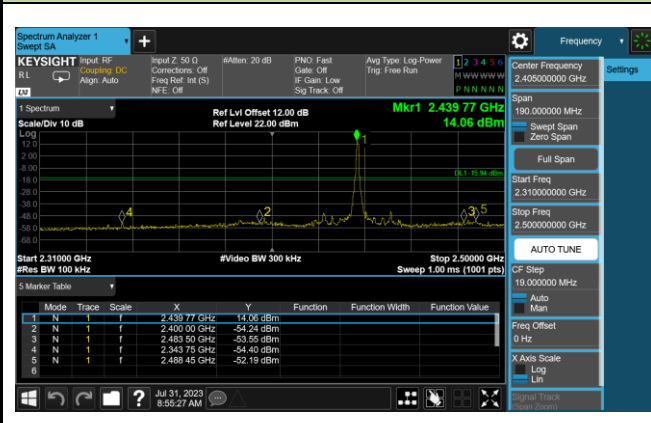 Spectrum Analyzer 1
Swept SA
Frequency
KEYSIGHT
Input: RF
Input Z: 50 Ω
#Atten: 20 dB
PNO: Fast
Avg Type: Log-Power
1 2 3 4 5 6
RL
Coupling: DC
Corrections: Off
Gate: Off
Trig: Free Run
M W W W W W
Align: Auto
Freq Ref: Int (S)
IF Gain: Low
P N N N N N
NFE: Off
Sig Track: Off
1 Spectrum
Ref Lvl Offset 12.00 dB
Mkr1 2.439 77 GHz
Scale/Div 10 dB
Ref Level 22.00 dBm
14.06 dBm
Log
12.0
2.00
-8.00
-18.0
-28.0
-38.0
-48.0
-58.0
-68.0
1
DL1 -15.94 dBm
4
2
3
5
Start 2.31000 GHz
#Video BW 300 kHz
Stop 2.50000 GHz
#Res BW 100 kHz
Sweep 1.00 ms (1001 pts)
5 Marker Table
Mode Trace Scale X Y Function Function Width Function Value
1 N 1 f 2.439 77 GHz 14.06 dBm
2 N 1 f 2.400 00 GHz -54.24 dBm
3 N 1 f 2.483 50 GHz -53.55 dBm
4 N 1 f 2.343 75 GHz -54.40 dBm
5 N 1 f 2.488 45 GHz -52.19 dBm
6
?
Jul 31, 2023
8:55:27 AM
Center Frequency
2.405000000 GHz
Settings
Span
190.000000 MHz
Swept Span
Zero Span
Full Span
Start Freq
2.310000000 GHz
Stop Freq
2.500000000 GHz
AUTO TUNE
CF Step
19.000000 MHz
Auto
Man
Freq Offset
0 Hz
X Axis Scale
Log
Lin
Signal Track
(Span Zoom)